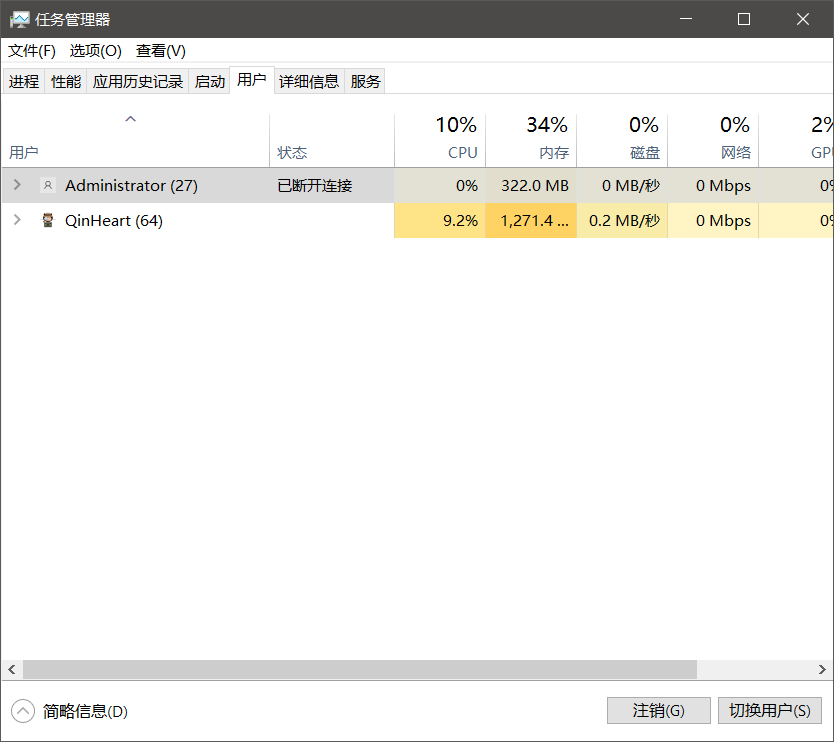 任务管理器
文件(F) 选项(O) 查看(V)
进程 性能 应用历史记录 启动 用户 详细信息 服务
10% 34% 0% 0% 2%
用户 状态 CPU 内存 磁盘 网络 GPU
Administrator (27) 已断开连接 0% 322.0 MB 0 MB/秒 0 Mbps 0%
QinHeart (64) 9.2% 1,271.4 ... 0.2 MB/秒 0 Mbps 0%
简略信息(D) 注销(G) 切换用户(S)